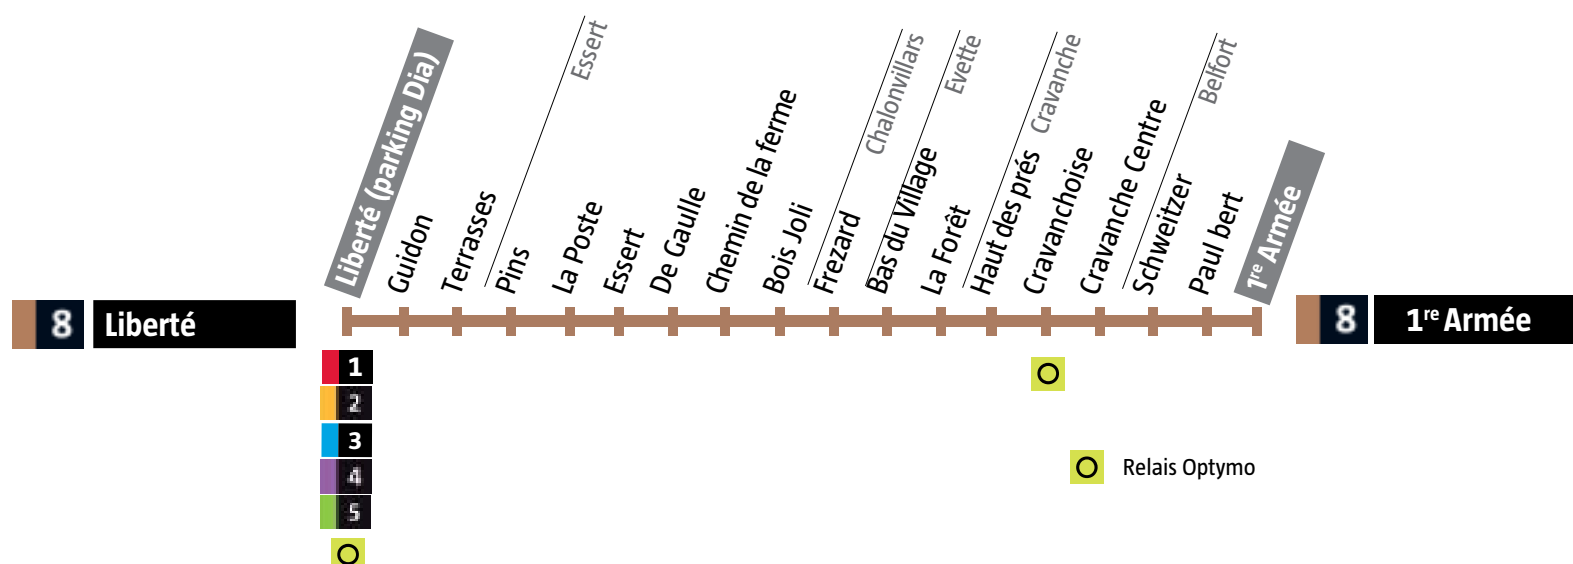 Liberté (parking Dia)
Guidon
Terrasses
Essert
Pins
La Poste
Essert
De Gaulle
Chemin de la ferme
Bois Joli
Chalonvillars
Frezard
Evette
Bas du Village
La Forêt
Cravanche
Haut des prés
Cravanchoise
Cravanche Centre
Belfort
Schweitzer
Paul bert
1re Armée
8 Liberté
8 1re Armée
1
2
3
4
5
Relais Optymo